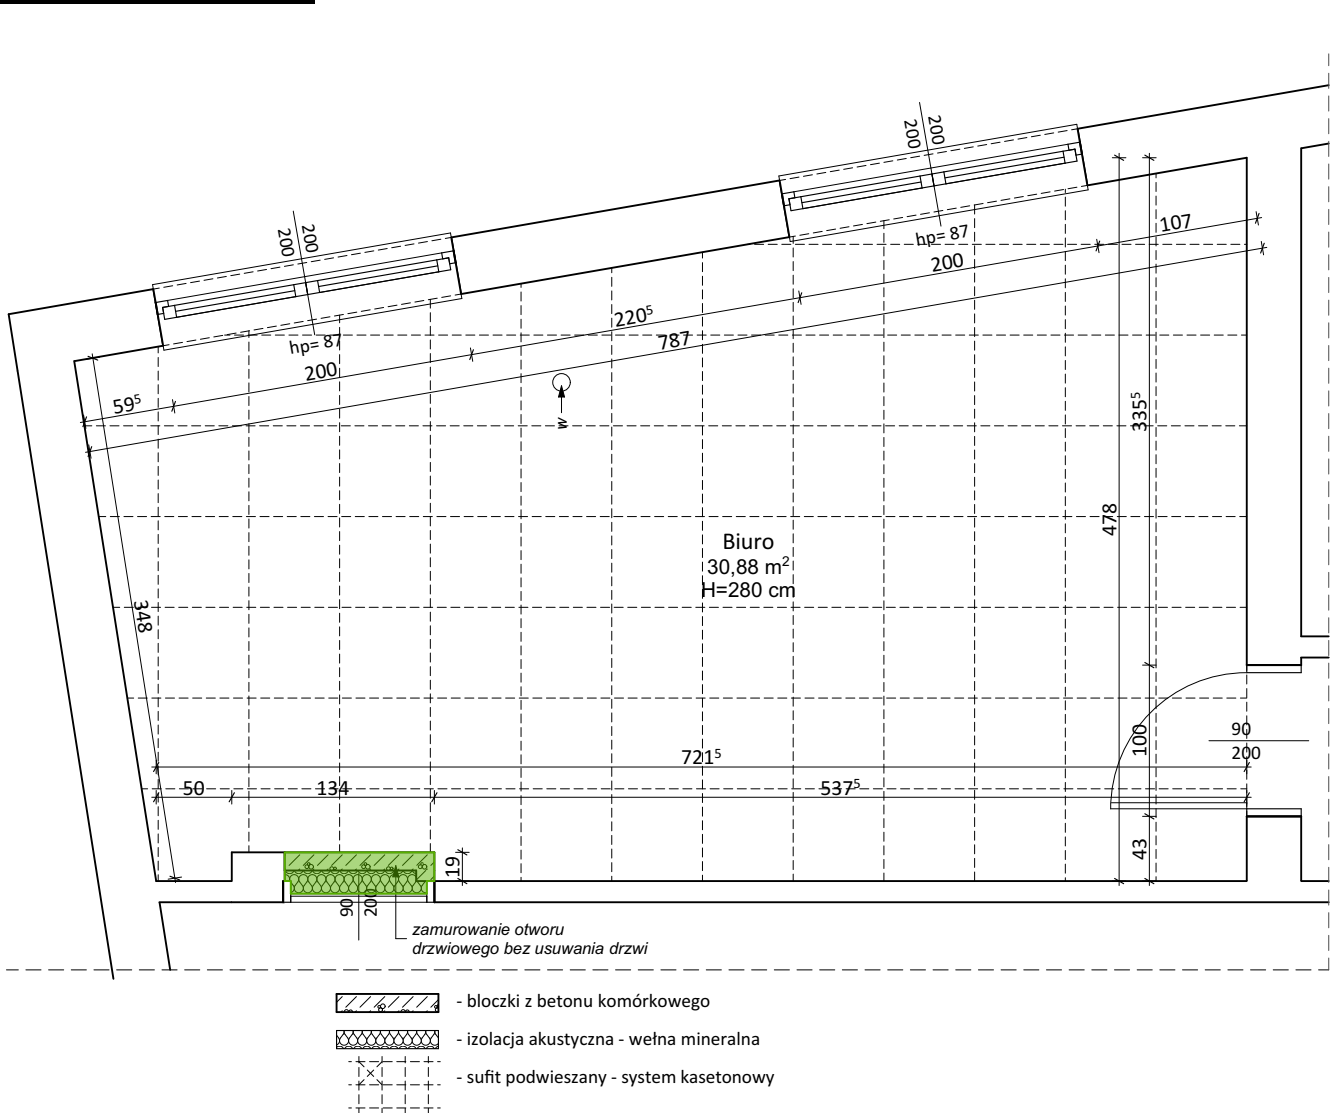 200
200
200
200
hp= 87
107
200
hp= 87
220⁵
787
200
59⁵
335⁵
w
478
Biuro
30,88 m²
H=280 cm
348
100
90
200
721⁵
50
134
537⁵
19
43
90
200
zamurowanie otworu
drzwiowego bez usuwania drzwi
- bloczki z betonu komórkowego
- izolacja akustyczna - wełna mineralna
- sufit podwieszany - system kasetonowy